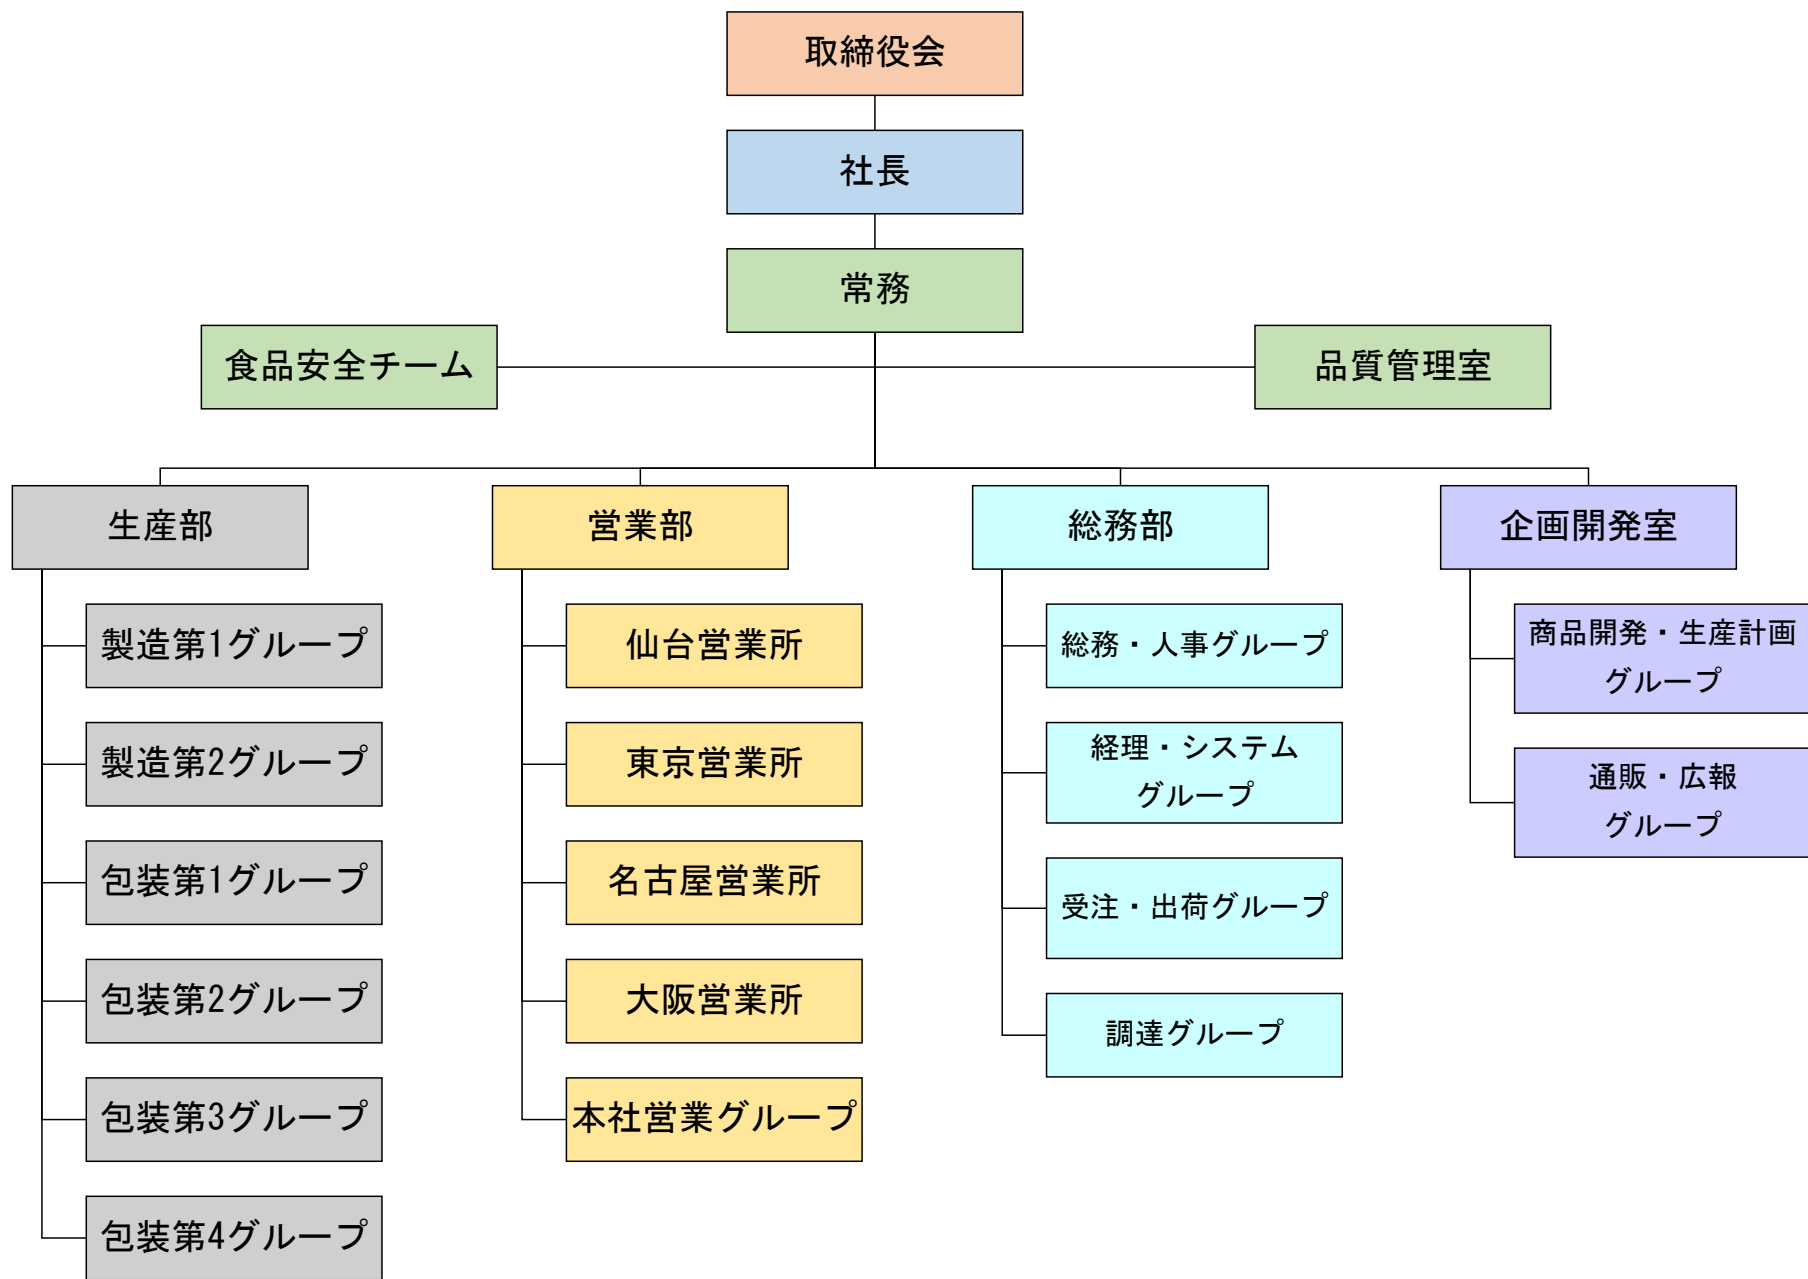 取締役会
社長
常務
食品安全チーム
品質管理室
生産部
製造第1グループ
製造第2グループ
包装第1グループ
包装第2グループ
包装第3グループ
包装第4グループ
営業部
仙台営業所
東京営業所
名古屋営業所
大阪営業所
本社営業グループ
総務部
総務・人事グループ
経理・システム
グループ
受注・出荷グループ
調達グループ
企画開発室
商品開発・生産計画
グループ
通販・広報
グループ